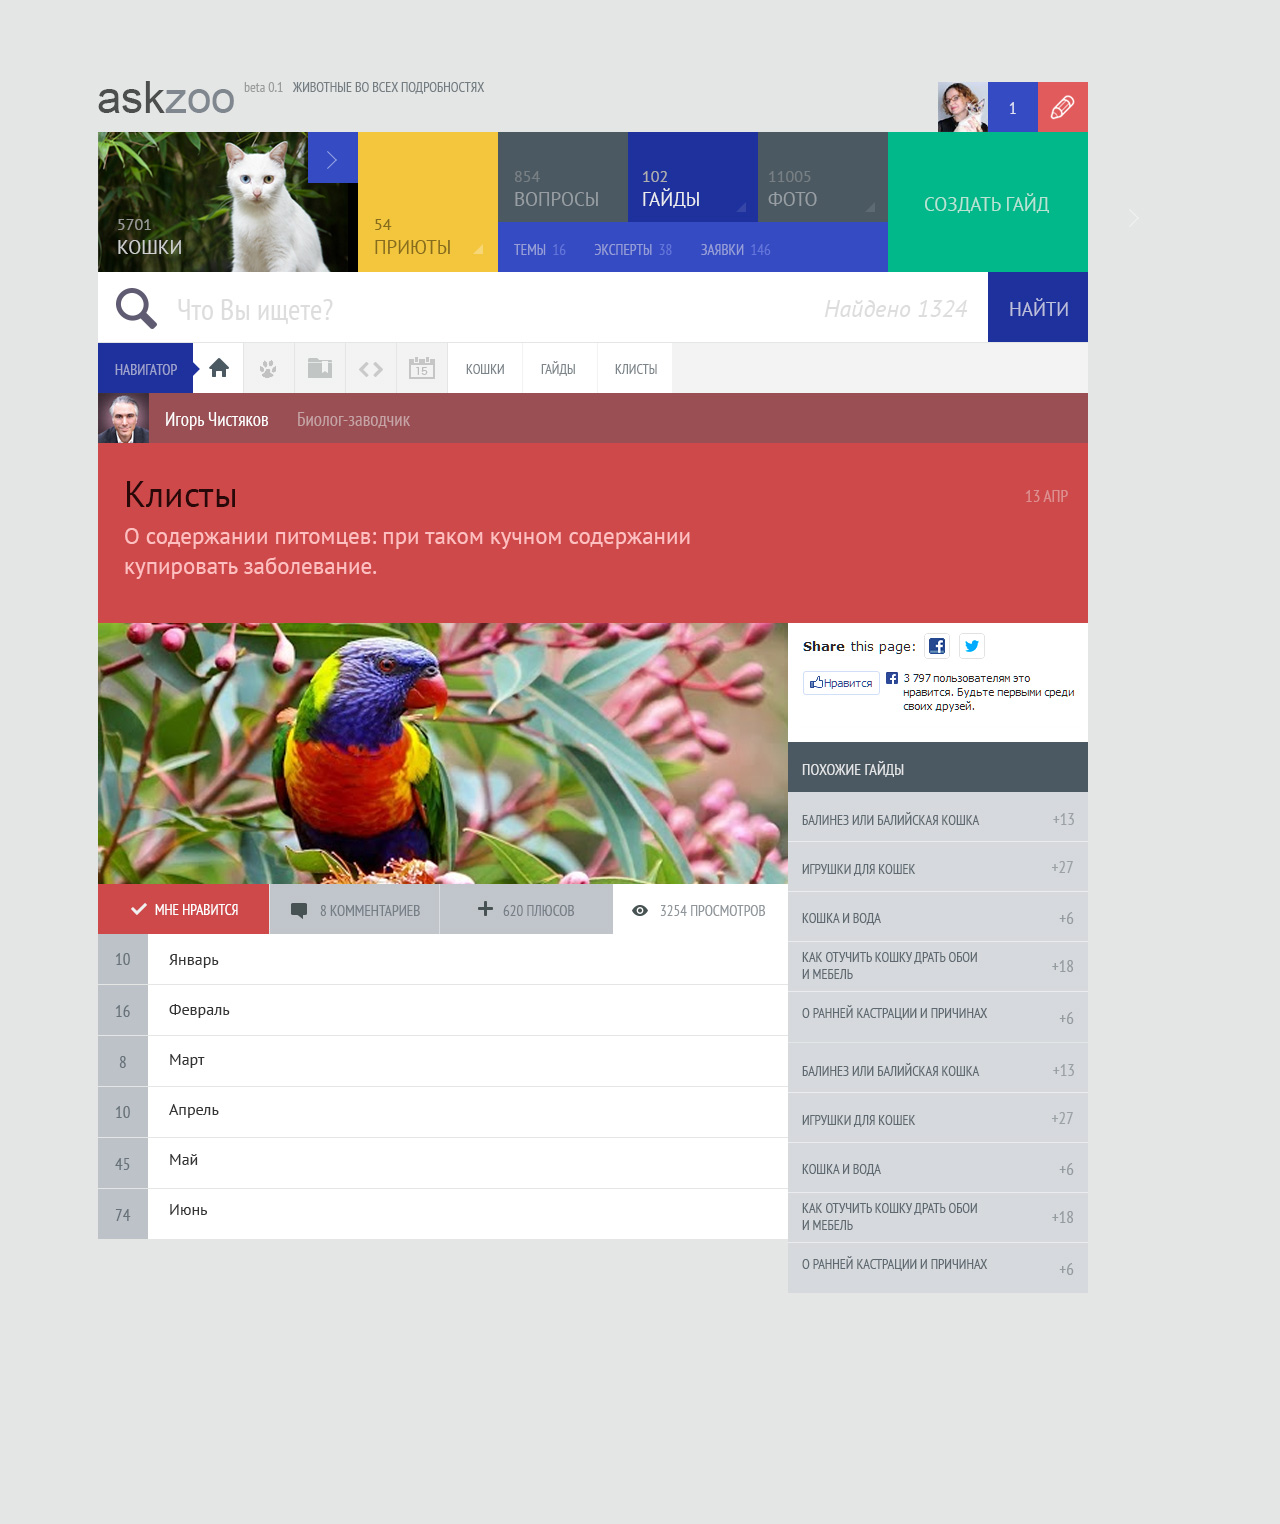 askzoo beta 0.1 ЖИВОТНЫЕ ВО ВСЕХ ПОДРОБНОСТЯХ
1
5701
КОШКИ
54
ПРИЮТЫ
854
ВОПРОСЫ
102
ГАЙДЫ
11005
ФОТО
ТЕМЫ 16 ЭКСПЕРТЫ 38 ЗАЯВКИ 146
СОЗДАТЬ ГАЙД
Что Вы ищете? Найдено 1324 НАЙТИ
НАВИГАТОР 15 КОШКИ ГАЙДЫ КЛИСТЫ
Игорь Чистяков Биолог-заводчик
Клисты 13 АПР
О содержании питомцев: при таком кучном содержании
купировать заболевание.
Share this page:
Нравится 3 797 пользователям это
нравится. Будьте первыми среди
своих друзей.
МНЕ НРАВИТСЯ 8 КОММЕНТАРИЕВ 620 ПЛЮСОВ 3254 ПРОСМОТРОВ
10 Январь
16 Февраль
8 Март
10 Апрель
45 Май
74 Июнь
ПОХОЖИЕ ГАЙДЫ
БАЛИНЕЗ ИЛИ БАЛИЙСКАЯ КОШКА +13
ИГРУШКИ ДЛЯ КОШЕК +27
КОШКА И ВОДА +6
КАК ОТУЧИТЬ КОШКУ ДРАТЬ ОБОИ
И МЕБЕЛЬ +18
О РАННЕЙ КАСТРАЦИИ И ПРИЧИНАХ +6
БАЛИНЕЗ ИЛИ БАЛИЙСКАЯ КОШКА +13
ИГРУШКИ ДЛЯ КОШЕК +27
КОШКА И ВОДА +6
КАК ОТУЧИТЬ КОШКУ ДРАТЬ ОБОИ
И МЕБЕЛЬ +18
О РАННЕЙ КАСТРАЦИИ И ПРИЧИНАХ +6